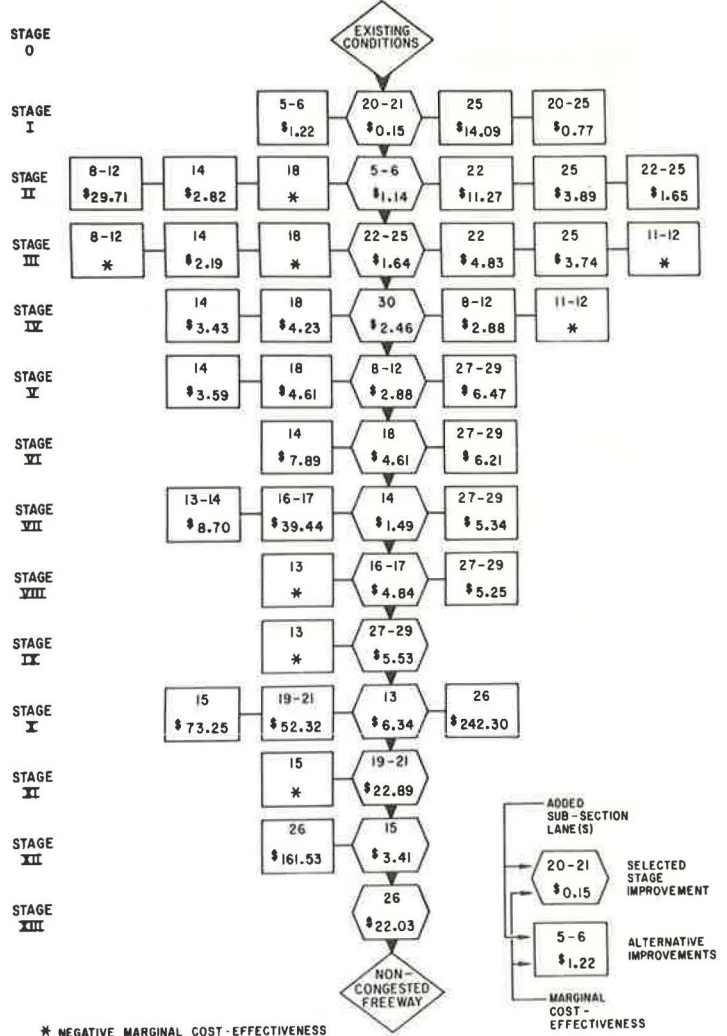 STAGE
0
EXISTING
CONDITIONS
STAGE
I
5-6
$1.22
20-21
$0.15
25
$14.09
20-25
$0.77
STAGE
II
8-12
$29.71
14
$2.82
18
*
5-6
$1.14
22
$11.27
25
$3.89
22-25
$1.65
STAGE
III
8-12
*
14
$2.19
18
*
22-25
$1.64
22
$4.83
25
$3.74
11-12
*
STAGE
IV
14
$3.43
18
$4.23
30
$2.46
8-12
$2.88
11-12
*
STAGE
V
14
$3.59
18
$4.61
8-12
$2.88
27-29
$6.47
STAGE
VI
14
$7.89
18
$4.61
27-29
$6.21
STAGE
VII
13-14
$8.70
16-17
$39.44
14
$1.49
27-29
$5.34
STAGE
VIII
13
*
16-17
$4.84
27-29
$5.25
STAGE
IX
13
*
27-29
$5.53
STAGE
X
15
$73.25
19-21
$52.32
13
$6.34
26
$242.30
STAGE
XI
15
*
19-21
$22.89
STAGE
XII
26
$161.53
15
$3.41
STAGE
XIII
26
$22.03
NON-
CONGESTED
FREEWAY
ADDED
SUB-SECTION
LANE(S)
20-21
$0.15
SELECTED
STAGE
IMPROVEMENT
5-6
$1.22
ALTERNATIVE
IMPROVEMENTS
MARGINAL
COST-
EFFECTIVENESS
* NEGATIVE MARGINAL COST-EFFECTIVENESS